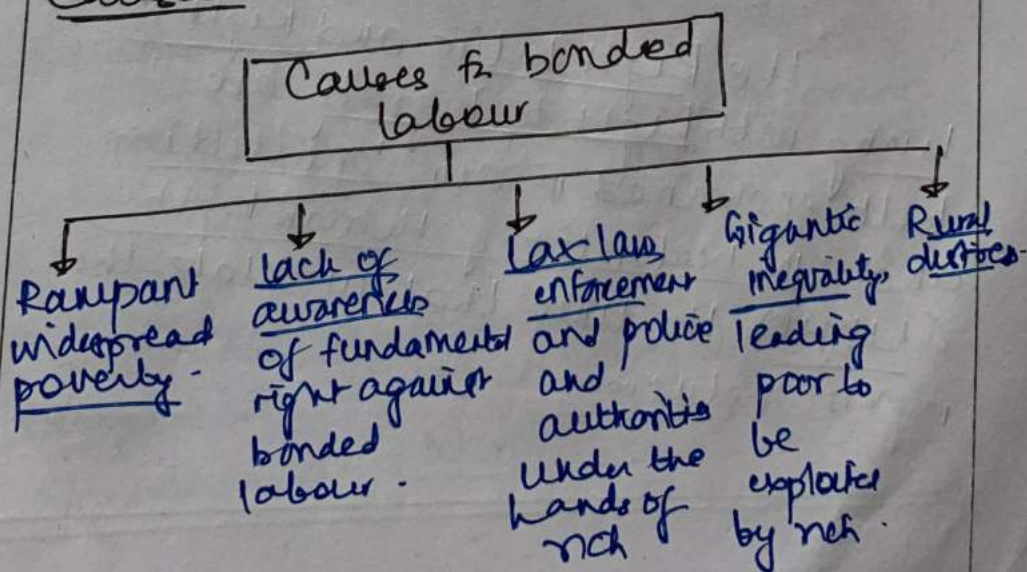 Causes fr bonded
labour
Rampant
widespread
poverty.
lack of
awareness
of fundamental
right against
bonded
labour.
Lax law
enforcement
and police
and
authoritis
under the
hands of
rich
Gigantic
inequality,
leading
poor to
be
exploited
by rich.
Rural
distress.